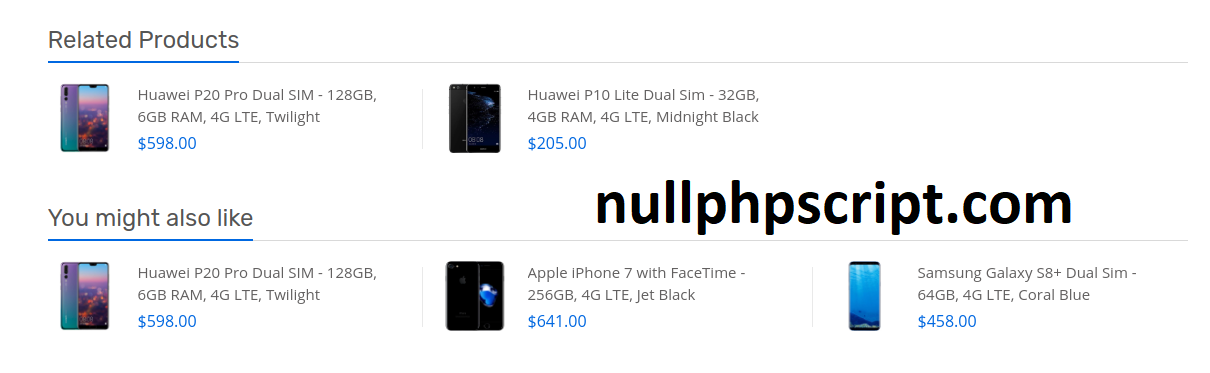 Related Products
Huawei P20 Pro Dual SIM - 128GB,
6GB RAM, 4G LTE, Twilight
$598.00
Huawei P10 Lite Dual Sim - 32GB,
4GB RAM, 4G LTE, Midnight Black
$205.00
nullphpscript.com
You might also like
Huawei P20 Pro Dual SIM - 128GB,
6GB RAM, 4G LTE, Twilight
$598.00
Apple iPhone 7 with FaceTime -
256GB, 4G LTE, Jet Black
$641.00
Samsung Galaxy S8+ Dual Sim -
64GB, 4G LTE, Coral Blue
$458.00